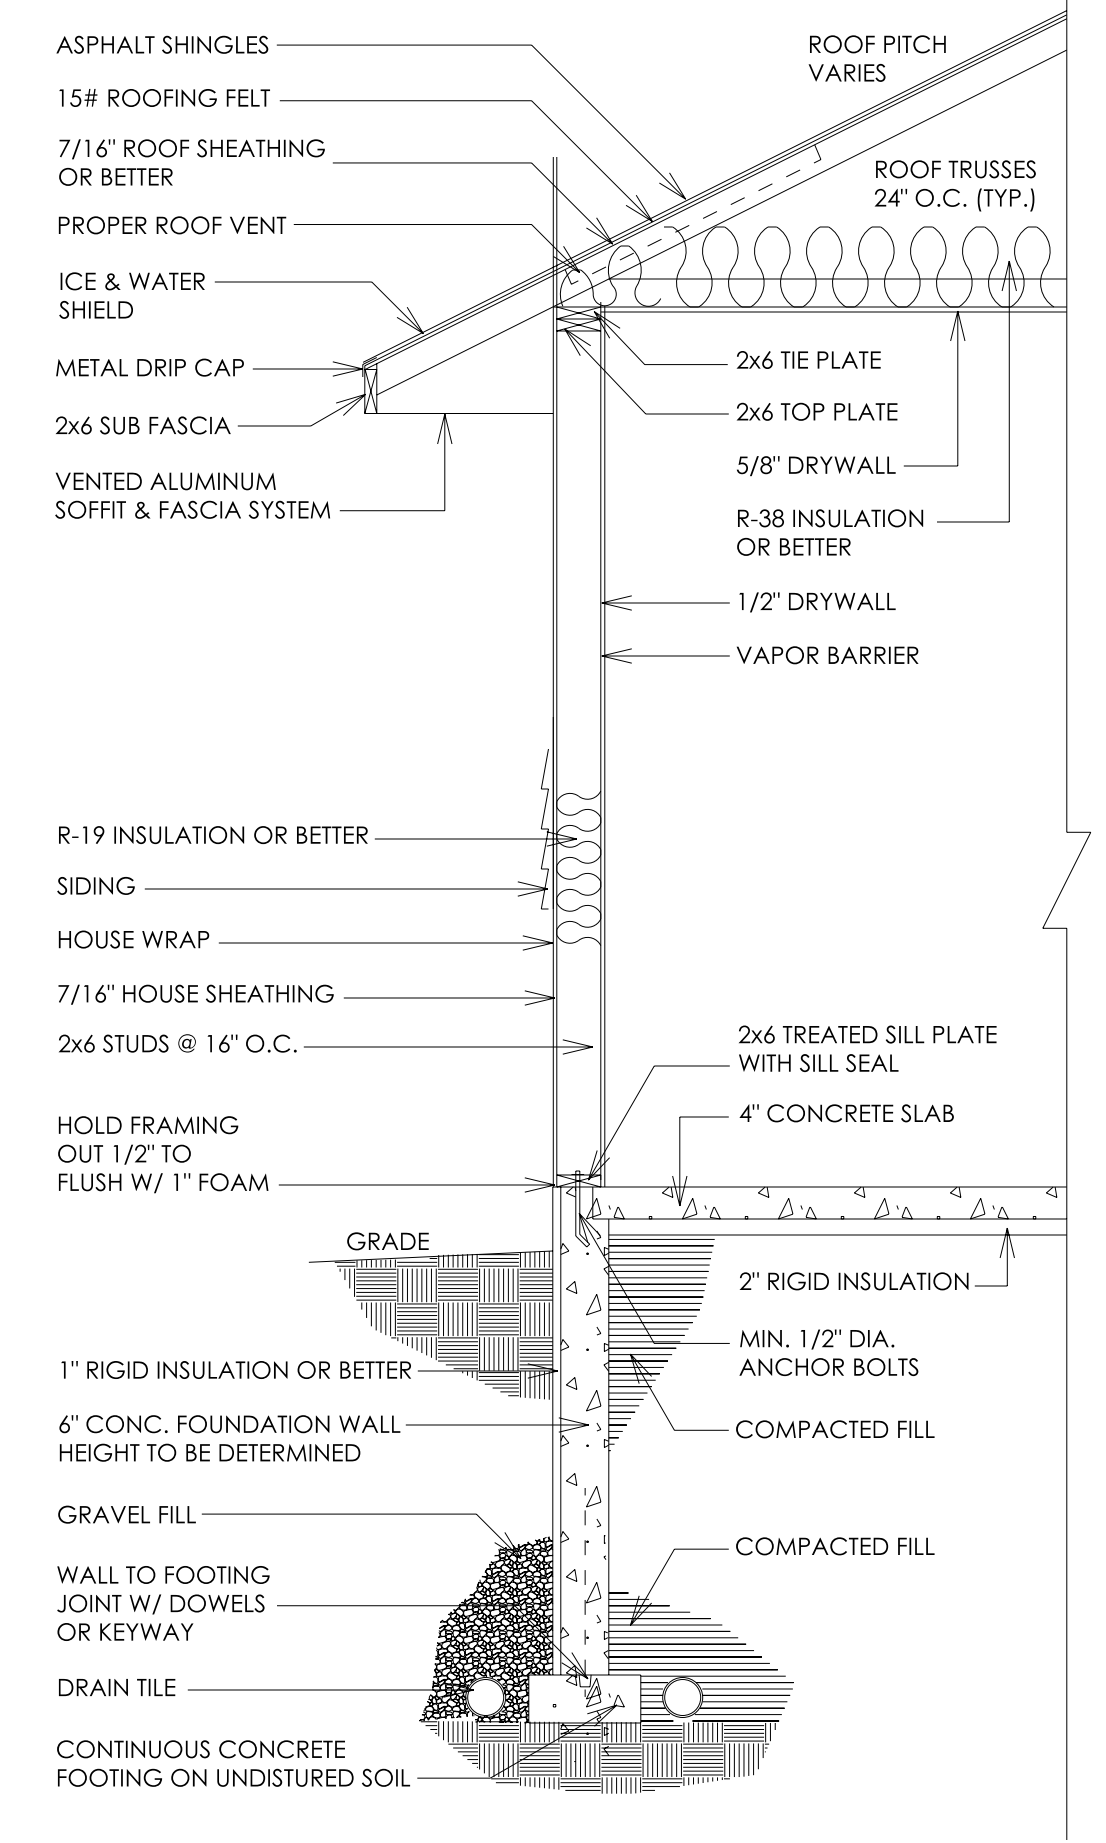 ASPHALT SHINGLES
15# ROOFING FELT
7/16" ROOF SHEATHING
OR BETTER
PROPER ROOF VENT
ICE & WATER
SHIELD
METAL DRIP CAP
2x6 SUB FASCIA
VENTED ALUMINUM
SOFFIT & FASCIA SYSTEM
ROOF PITCH
VARIES
ROOF TRUSSES
24" O.C. (TYP.)
2x6 TIE PLATE
2x6 TOP PLATE
5/8" DRYWALL
R-38 INSULATION
OR BETTER
1/2" DRYWALL
VAPOR BARRIER
R-19 INSULATION OR BETTER
SIDING
HOUSE WRAP
7/16" HOUSE SHEATHING
2x6 STUDS @ 16" O.C.
HOLD FRAMING
OUT 1/2" TO
FLUSH W/ 1" FOAM
2x6 TREATED SILL PLATE
WITH SILL SEAL
4" CONCRETE SLAB
GRADE
2" RIGID INSULATION
MIN. 1/2" DIA.
ANCHOR BOLTS
COMPACTED FILL
1" RIGID INSULATION OR BETTER
6" CONC. FOUNDATION WALL
HEIGHT TO BE DETERMINED
GRAVEL FILL
WALL TO FOOTING
JOINT W/ DOWELS
OR KEYWAY
DRAIN TILE
CONTINUOUS CONCRETE
FOOTING ON UNDISTURED SOIL
COMPACTED FILL